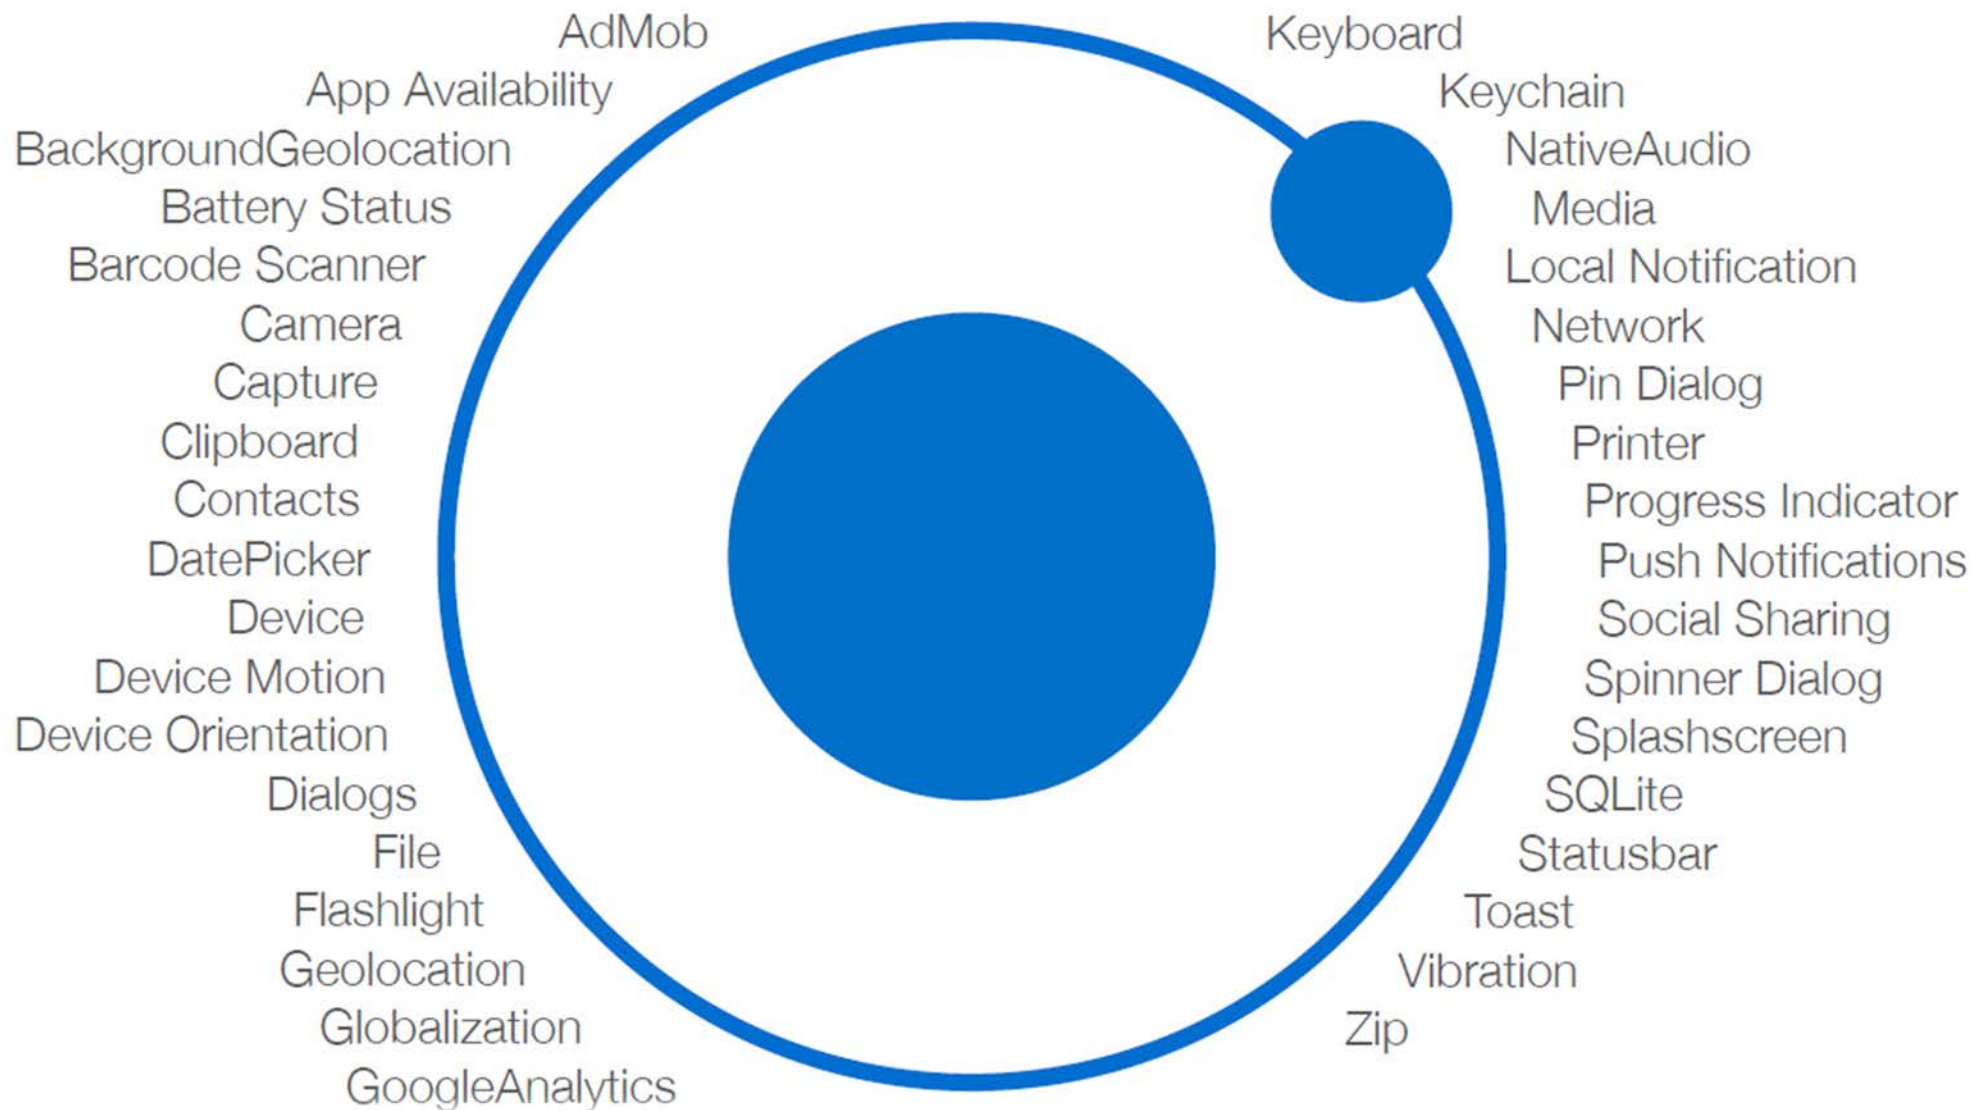 AdMob
App Availability
BackgroundGeolocation
Battery Status
Barcode Scanner
Camera
Capture
Clipboard
Contacts
DatePicker
Device
Device Motion
Device Orientation
Dialogs
File
Flashlight
Geolocation
Globalization
GoogleAnalytics
Keyboard
Keychain
NativeAudio
Media
Local Notification
Network
Pin Dialog
Printer
Progress Indicator
Push Notifications
Social Sharing
Spinner Dialog
Splashscreen
SQLite
Statusbar
Toast
Vibration
Zip